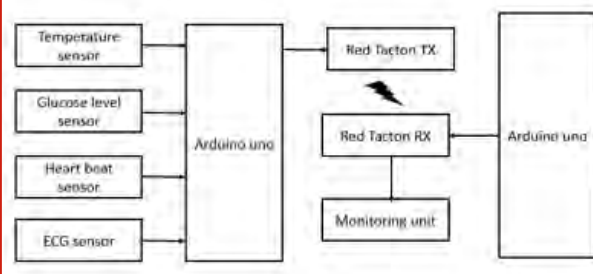 Temperature
sensor
Glucose level
sensor
Heart beat
sensor
ECG sensor
Arduino uno
Red Tacton TX
Red Tacton RX
Monitoring unit
Arduino uno